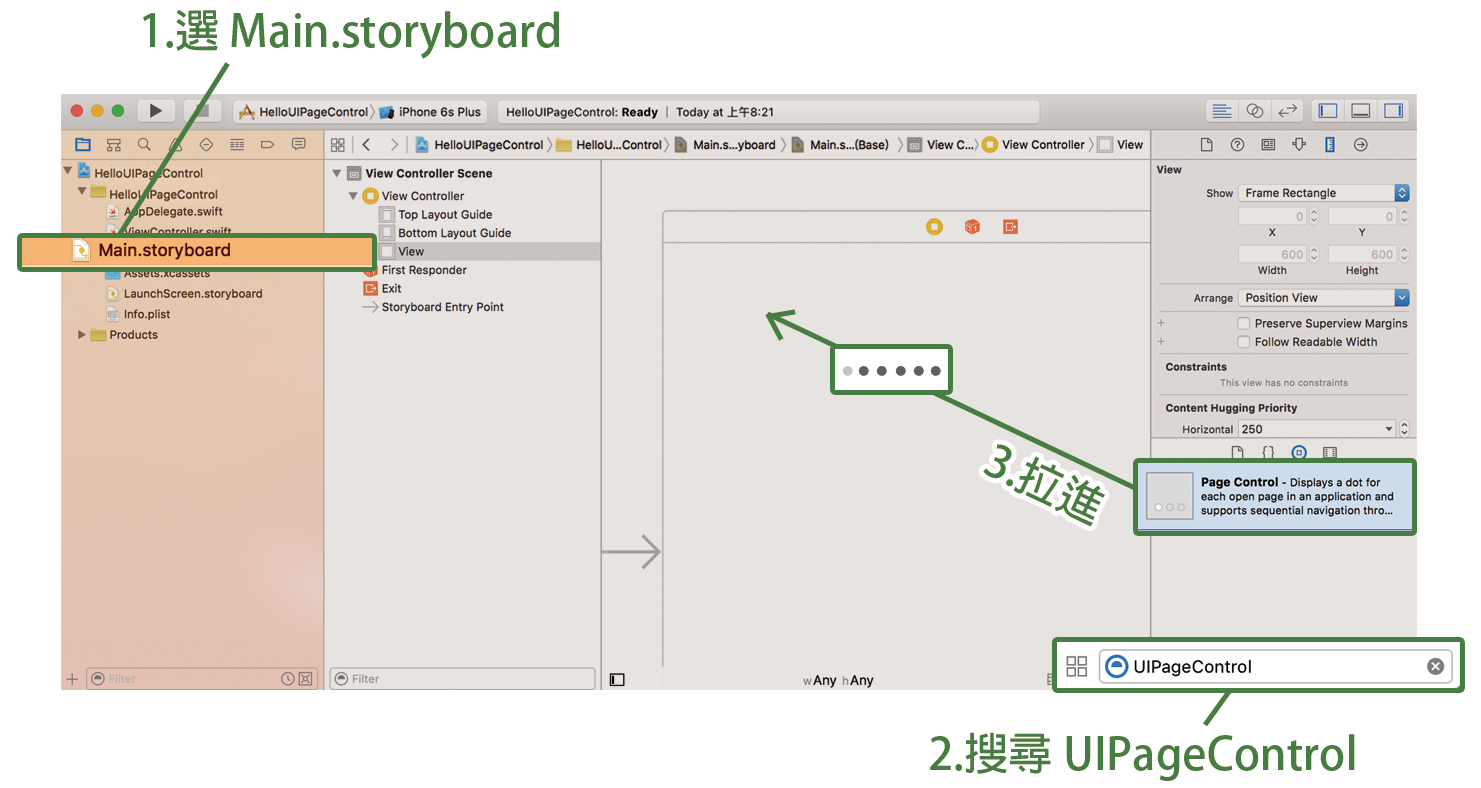 1.選 Main.storyboard
HelloUIPageControl
iPhone 6s Plus
HelloUIPageControl: Ready
Today at 上午8:21
HelloUIPageControl
HelloU...Control
Main.s...yboard
Main.s...(Base)
View C...
View Controller
View
HelloUIPageControl
HelloUIPageControl
AppDelegate.swift
ViewController.swift
Main.storyboard
Assets.xcassets
LaunchScreen.storyboard
Info.plist
Products
Filter
View Controller Scene
View Controller
Top Layout Guide
Bottom Layout Guide
View
First Responder
Exit
Storyboard Entry Point
Filter
wAny hAny
View
Show Frame Rectangle
0 0
X Y
600 600
Width Height
Arrange Position View
Preserve Superview Margins
Follow Readable Width
Constraints
This view has no constraints
Content Hugging Priority
Horizontal 250
3.拉進
Page Control - Displays a dot for
each open page in an application and
supports sequential navigation thro...
UIPageControl
2.搜尋 UIPageControl